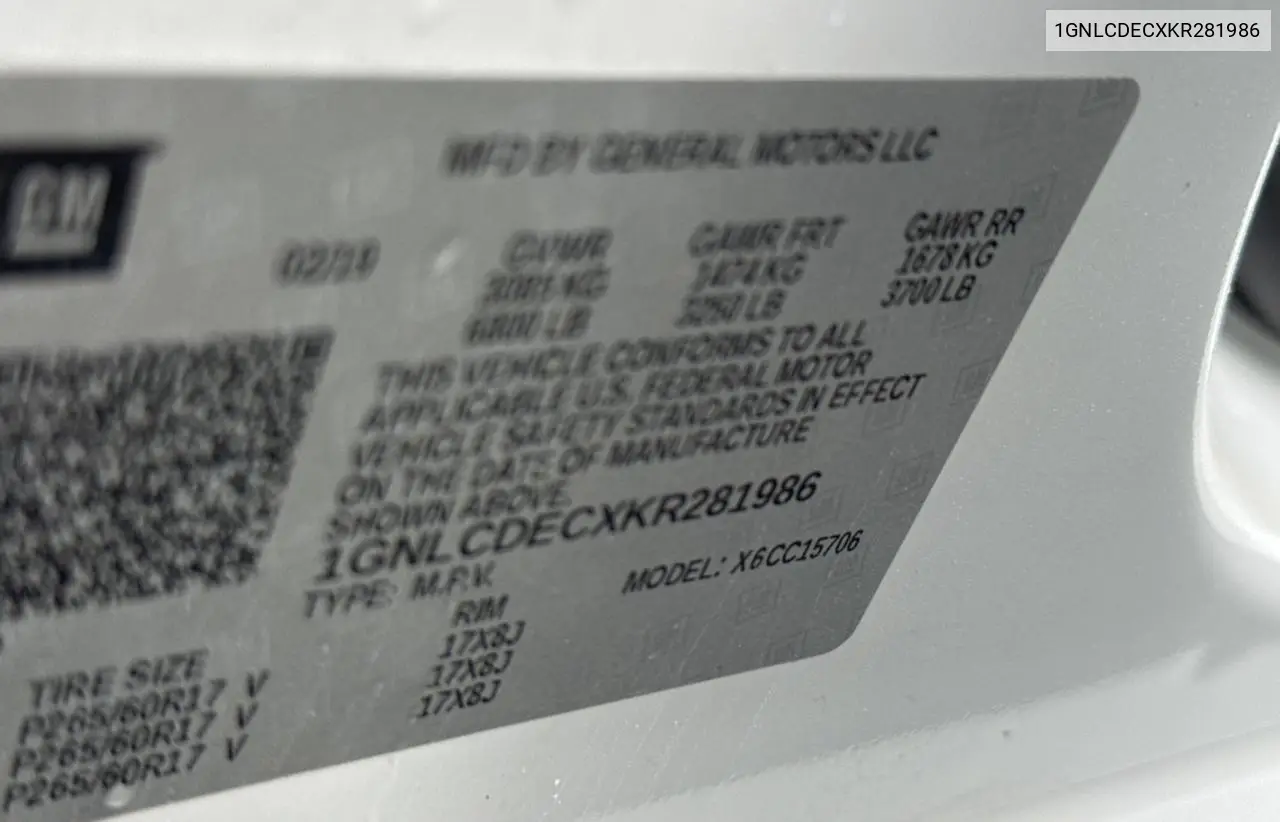 1GNLCDECXKR281986
GM
MFD BY GENERAL MOTORS LLC
02/19 GVWR GAWR FRT GAWR RR
KG 1474 KG 1678 KG
6800 LB 3250 LB 3700 LB
THIS VEHICLE CONFORMS TO ALL
APPLICABLE U.S. FEDERAL MOTOR
VEHICLE SAFETY STANDARDS IN EFFECT
ON THE DATE OF MANUFACTURE
SHOWN ABOVE.
1GNLCDECXKR281986
TYPE: M.P.V. MODEL: X6CC15706
TIRE SIZE RIM
P265/60R17 V 17X8J
P265/60R17 V 17X8J
P265/60R17 V 17X8J